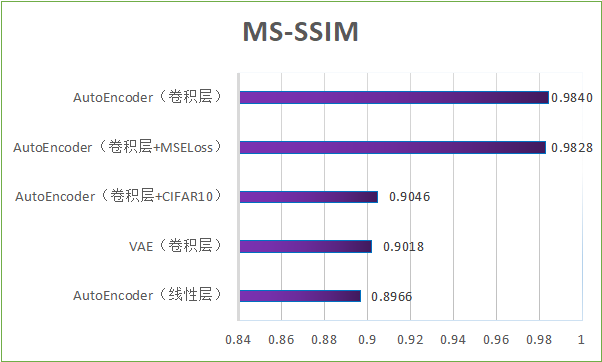 MS-SSIM
AutoEncoder（卷积层） 0.9840
AutoEncoder（卷积层+MSELoss） 0.9828
AutoEncoder（卷积层+CIFAR10） 0.9046
VAE（卷积层） 0.9018
AutoEncoder（线性层） 0.8966
0.84 0.86 0.88 0.9 0.92 0.94 0.96 0.98 1